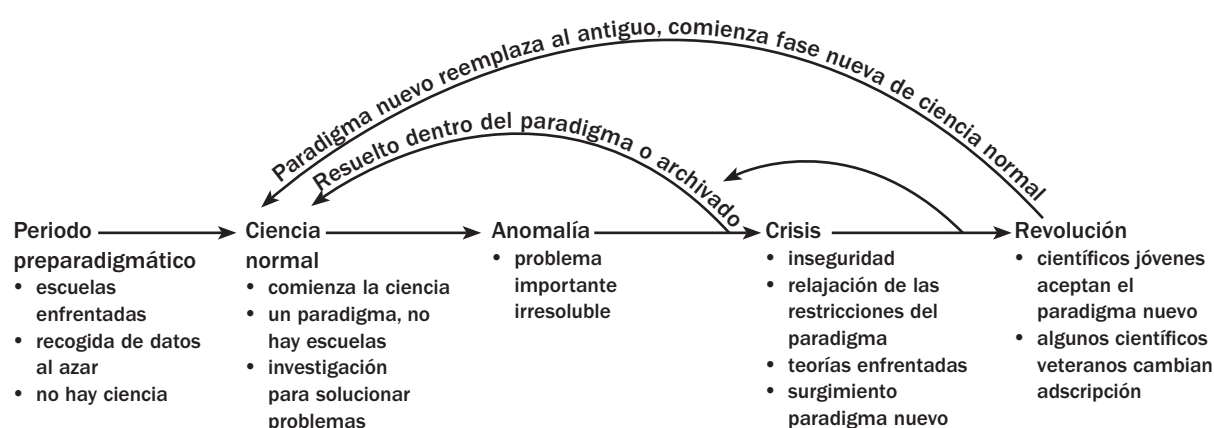 Paradigma nuevo reemplaza al antiguo, comienza fase nueva de ciencia normal
Resuelto dentro del paradigma o archivado
Periodo
preparadigmático
• escuelas
enfrentadas
• recogida de datos
al azar
• no hay ciencia
Ciencia
normal
• comienza la ciencia
• un paradigma, no
hay escuelas
• investigación
para solucionar
problemas
Anomalía
• problema
importante
irresoluble
Crisis
• inseguridad
• relajación de las
restricciones del
paradigma
• teorías enfrentadas
• surgimiento
paradigma nuevo
Revolución
• científicos jóvenes
aceptan el
paradigma nuevo
• algunos científicos
veteranos cambian
adscripción